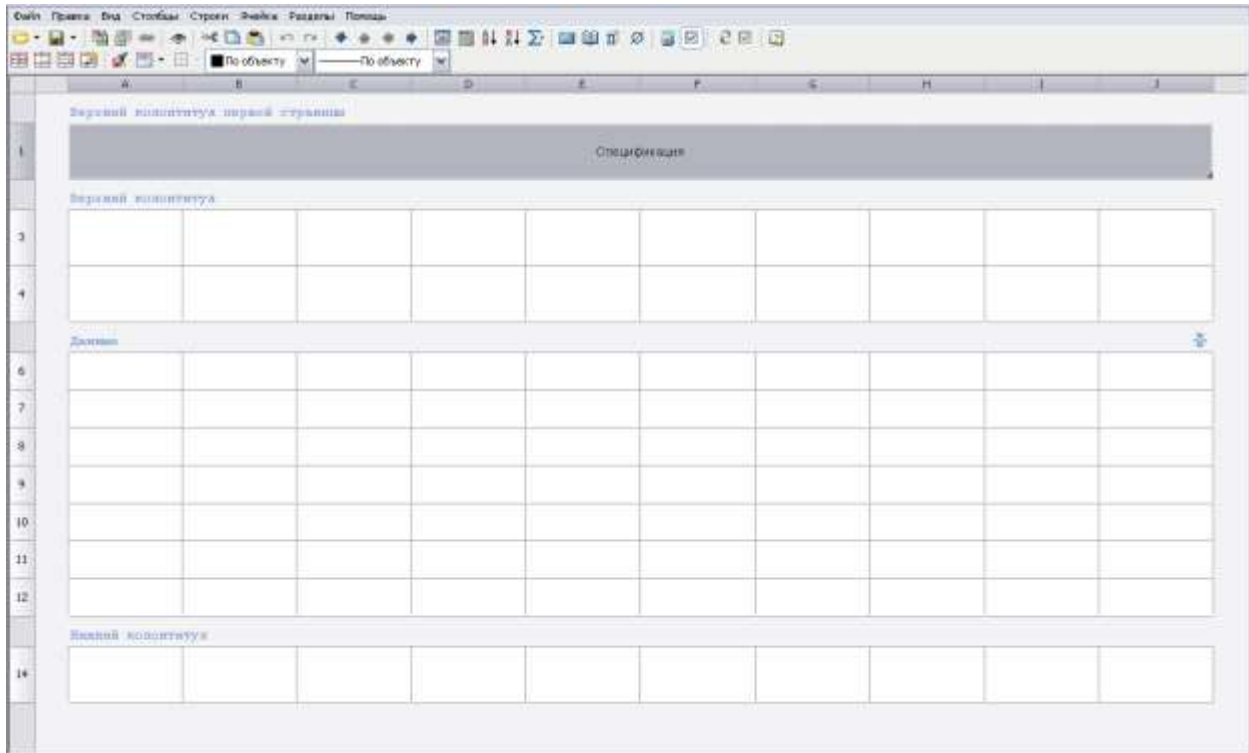 Файл Правка Вид Столбцы Строки Ячейка Разделы Помощь
По объекту По объекту
A B C D E F G H I J
Верхний колонтитул первой страницы
1 Спецификация
Верхний колонтитул
3
4
Данные
6
7
8
9
10
11
12
Нижний колонтитул
14